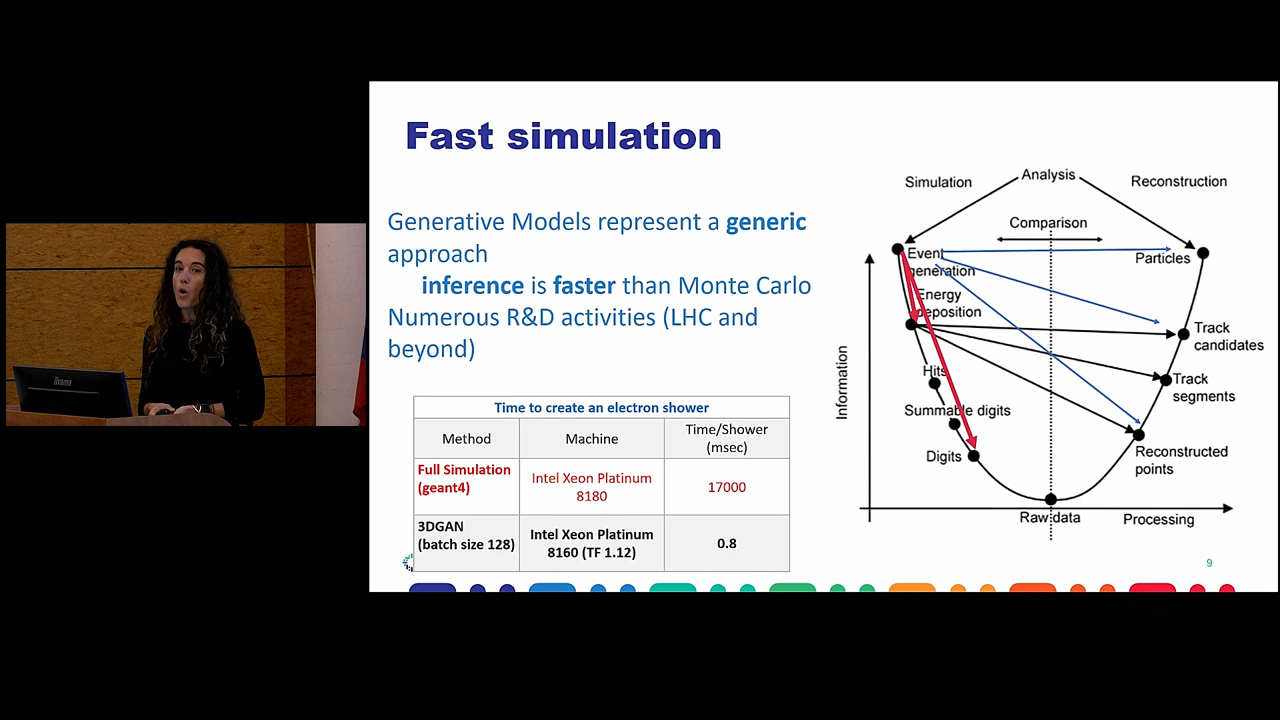 Fast simulation
Generative Models represent a generic
approach
inference is faster than Monte Carlo
Numerous R&D activities (LHC and
beyond)
Time to create an electron shower
Method
Machine
Time/Shower
(msec)
Full Simulation
(geant4)
Intel Xeon Platinum
8180
17000
3DGAN
(batch size 128)
Intel Xeon Platinum
8160 (TF 1.12)
0.8
Simulation
Analysis
Reconstruction
Comparison
Event
generation
Particles
Energy
deposition
Track
candidates
Hits
Track
segments
Summable digits
Digits
Reconstructed
points
Information
Raw data
Processing
9
iiyama